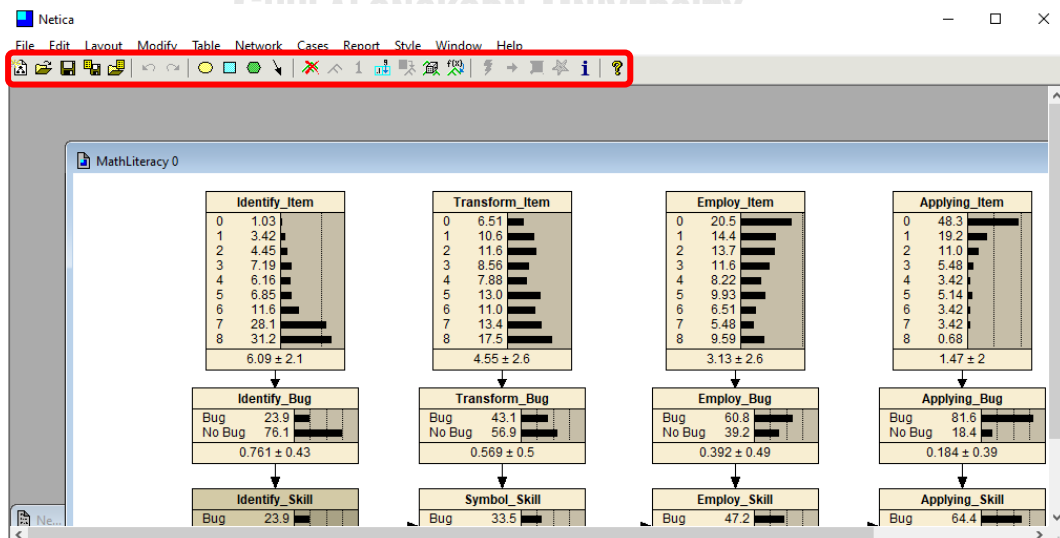 Netica
File Edit Layout Modify Table Network Cases Report Style Window Help
MathLiteracy 0
Identify_Item
0 1.03
1 3.42
2 4.45
3 7.19
4 6.16
5 6.85
6 11.6
7 28.1
8 31.2
6.09 ± 2.1
Transform_Item
0 6.51
1 10.6
2 11.6
3 8.56
4 7.88
5 13.0
6 11.0
7 13.4
8 17.5
4.55 ± 2.6
Employ_Item
0 20.5
1 14.4
2 13.7
3 11.6
4 8.22
5 9.93
6 6.51
7 5.48
8 9.59
3.13 ± 2.6
Applying_Item
0 48.3
1 19.2
2 11.0
3 5.48
4 3.42
5 5.14
6 3.42
7 3.42
8 0.68
1.47 ± 2
Identify_Bug
Bug 23.9
No Bug 76.1
0.761 ± 0.43
Transform_Bug
Bug 43.1
No Bug 56.9
0.569 ± 0.5
Employ_Bug
Bug 60.8
No Bug 39.2
0.392 ± 0.49
Applying_Bug
Bug 81.6
No Bug 18.4
0.184 ± 0.39
Identify_Skill
Bug 23.9
Symbol_Skill
Bug 33.5
Employ_Skill
Bug 47.2
Applying_Skill
Bug 64.4
Ne...